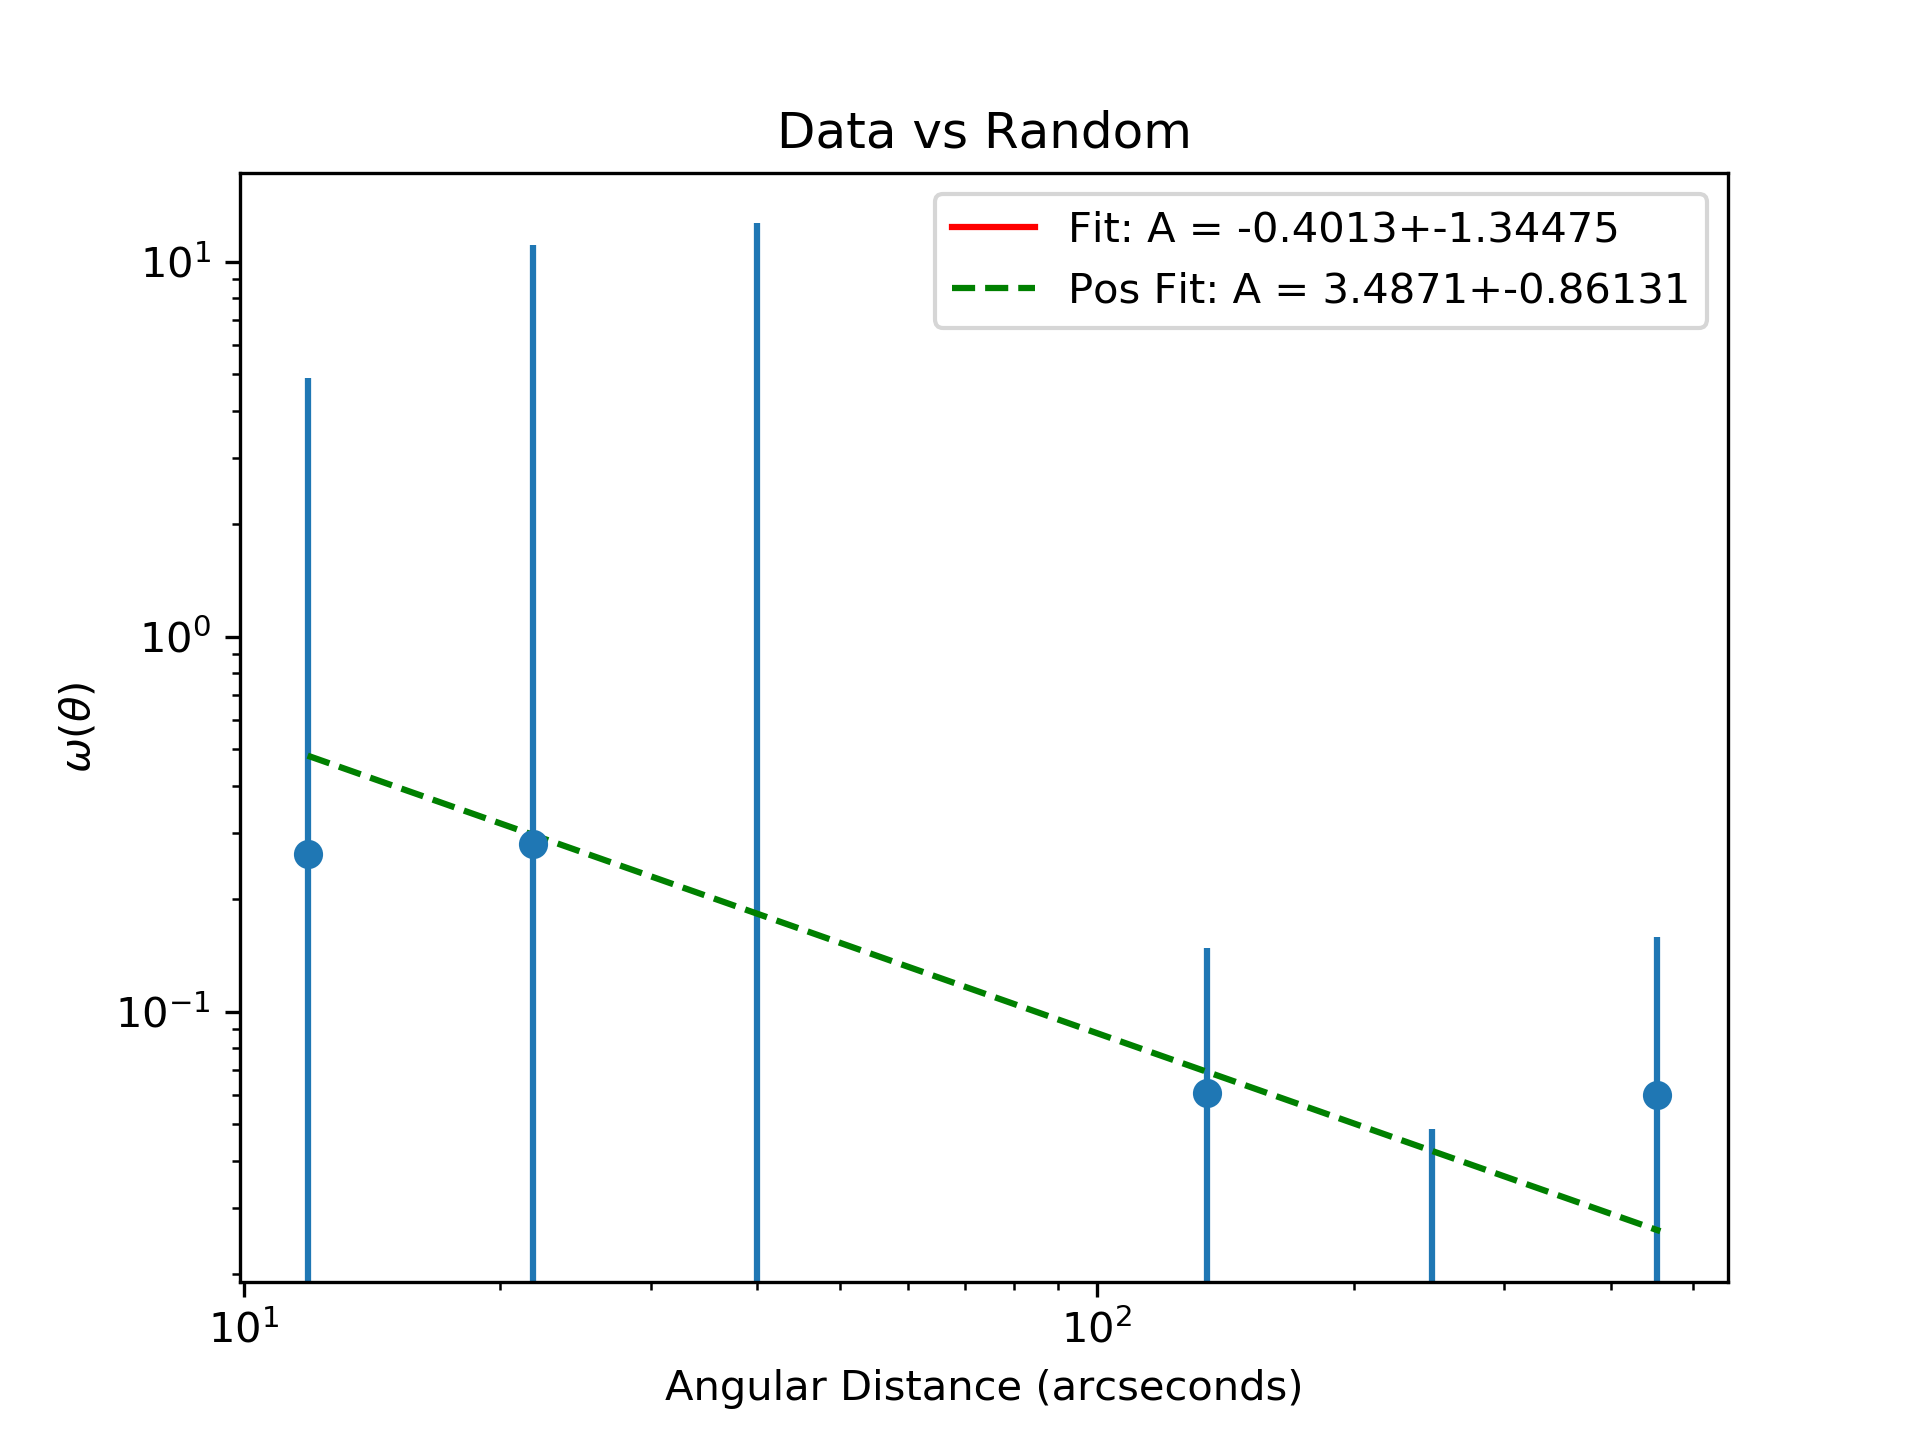 Data vs Random
Fit: A = -0.4013+-1.34475
Pos Fit: A = 3.4871+-0.86131
10¹
10⁰
10⁻¹
ω(θ)
10¹
10²
Angular Distance (arcseconds)